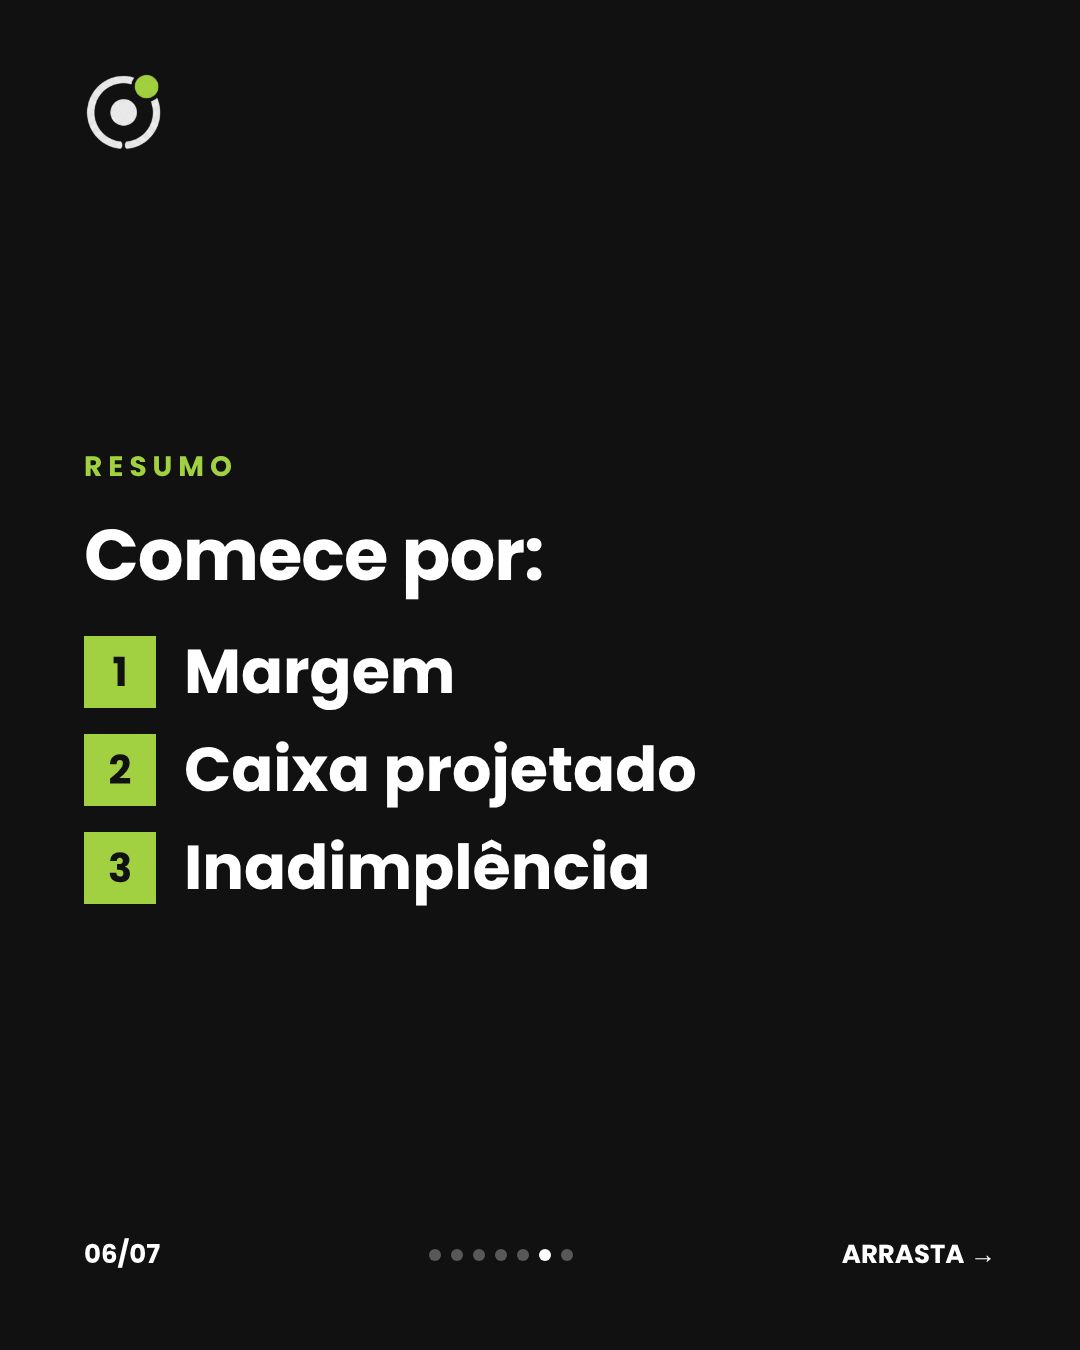 RESUMO
Comece por:
1 Margem
2 Caixa projetado
3 Inadimplência
06/07 ARRASTA →